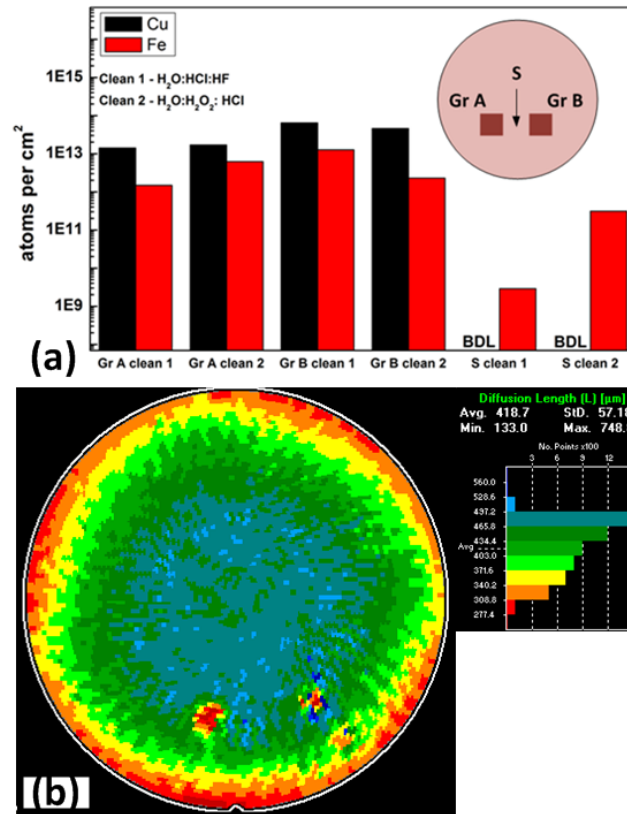 Cu
Fe
Clean 1 - H₂O:HCl:HF
Clean 2 - H₂O:H₂O₂: HCl
S
Gr A
Gr B
atoms per cm²
1E15
1E13
1E11
1E9
BDL
BDL
Gr A clean 1
Gr A clean 2
Gr B clean 1
Gr B clean 2
S clean 1
S clean 2
(a)
Diffusion Length (L) [µm]
Avg. 418.7 StD. 57.18
Min. 133.0 Max. 748.
No. Points x100
3 6 9 12
560.0
528.6
497.2
465.8
434.4
Avg
403.0
371.6
340.2
308.8
277.4
(b)